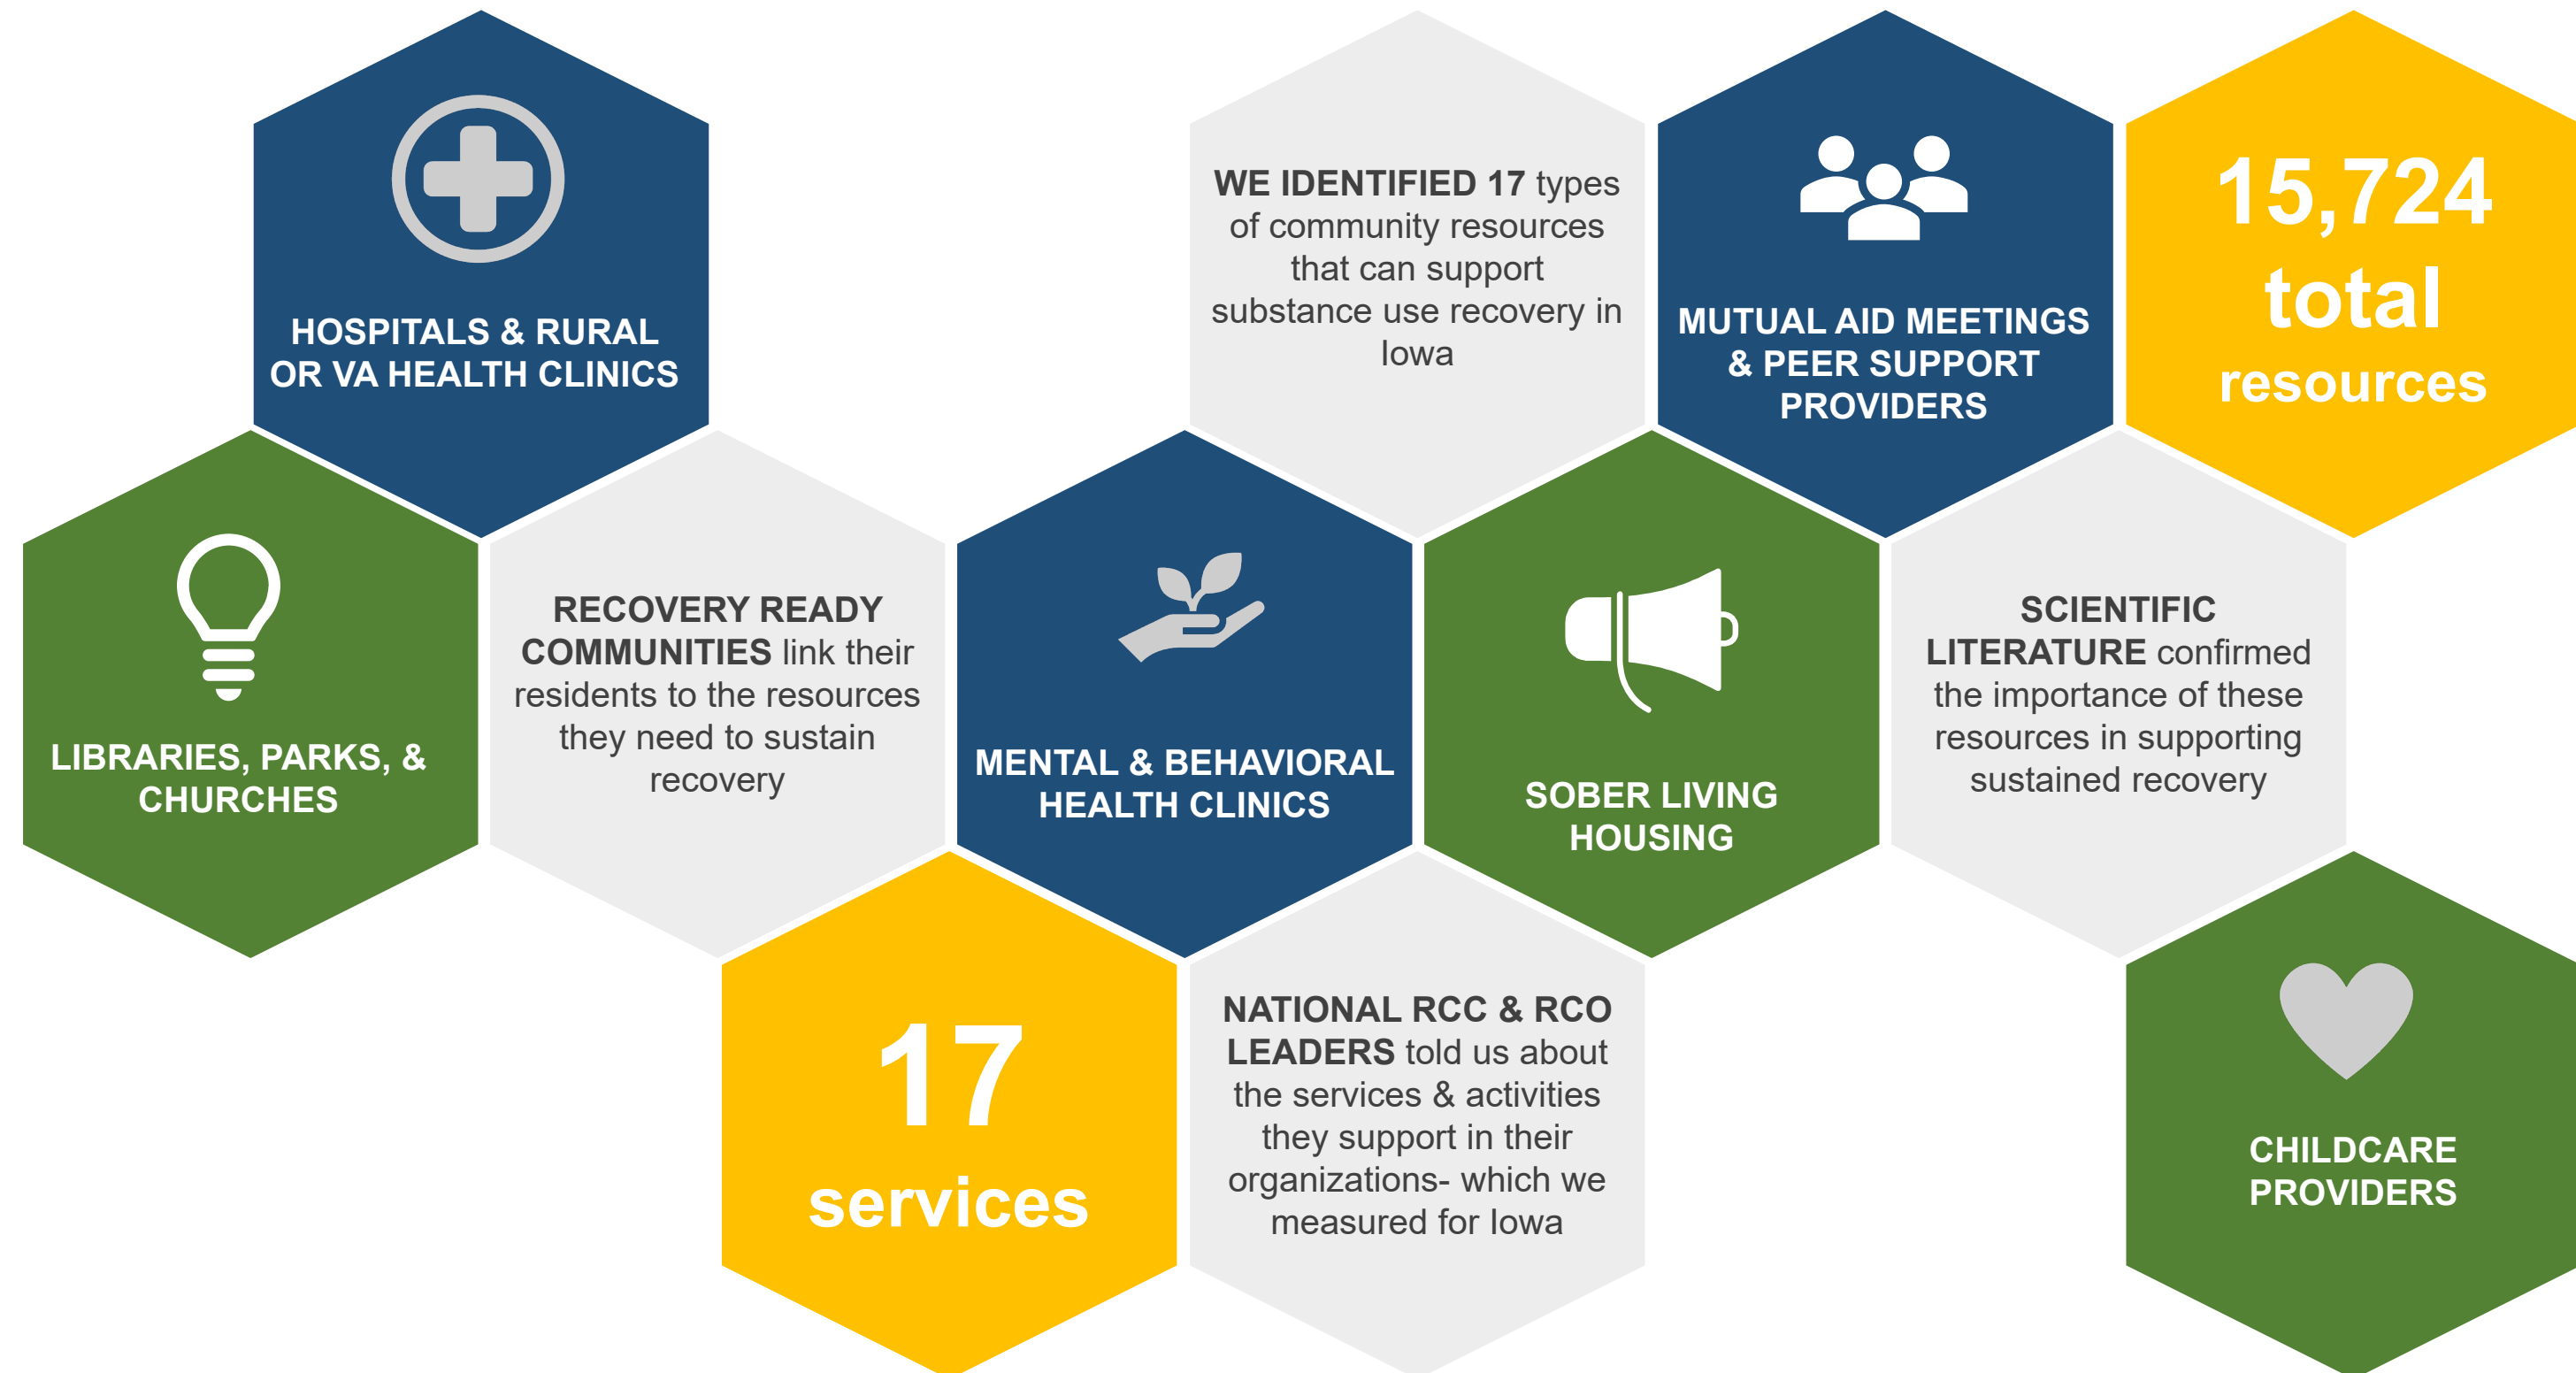 HOSPITALS & RURAL
OR VA HEALTH CLINICS
WE IDENTIFIED 17 types
of community resources
that can support
substance use recovery in
Iowa
MUTUAL AID MEETINGS
& PEER SUPPORT
PROVIDERS
15,724
total
resources
LIBRARIES, PARKS, &
CHURCHES
RECOVERY READY
COMMUNITIES link their
residents to the resources
they need to sustain
recovery
MENTAL & BEHAVIORAL
HEALTH CLINICS
SOBER LIVING
HOUSING
SCIENTIFIC
LITERATURE confirmed
the importance of these
resources in supporting
sustained recovery
17
services
NATIONAL RCC & RCO
LEADERS told us about
the services & activities
they support in their
organizations- which we
measured for Iowa
CHILDCARE
PROVIDERS